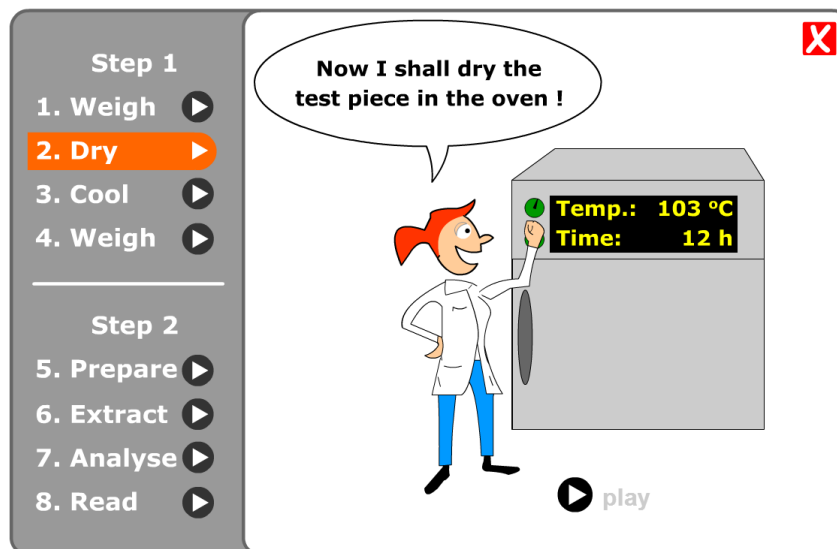 Step 1
1. Weigh
2. Dry
3. Cool
4. Weigh
Step 2
5. Prepare
6. Extract
7. Analyse
8. Read
Now I shall dry the
test piece in the oven !
Temp.: 103 ºC
Time: 12 h
play
X